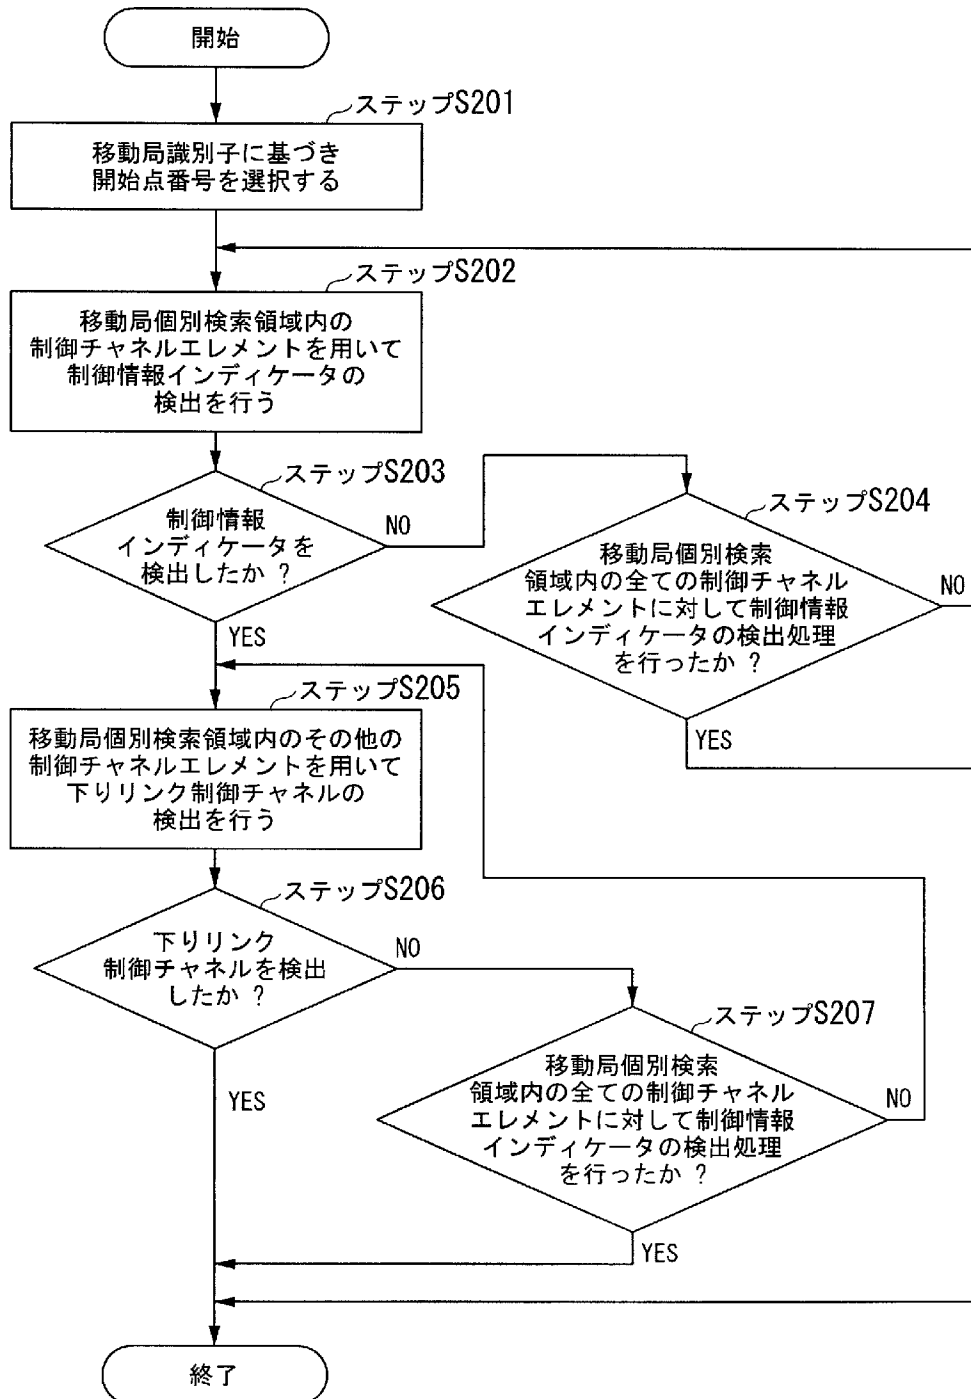 開始
ステップS201
移動局識別子に基づき
開始点番号を選択する
ステップS202
移動局個別検索領域内の
制御チャネルエレメントを用いて
制御情報インディケータの
検出を行う
ステップS203
制御情報
インディケータを
検出したか ?
NO
YES
ステップS204
移動局個別検索
領域内の全ての制御チャネル
エレメントに対して制御情報
インディケータの検出処理
を行ったか ?
NO
YES
ステップS205
移動局個別検索領域内のその他の
制御チャネルエレメントを用いて
下りリンク制御チャネルの
検出を行う
ステップS206
下りリンク
制御チャネルを検出
したか ?
NO
YES
ステップS207
移動局個別検索
領域内の全ての制御チャネル
エレメントに対して制御情報
インディケータの検出処理
を行ったか ?
NO
YES
終了